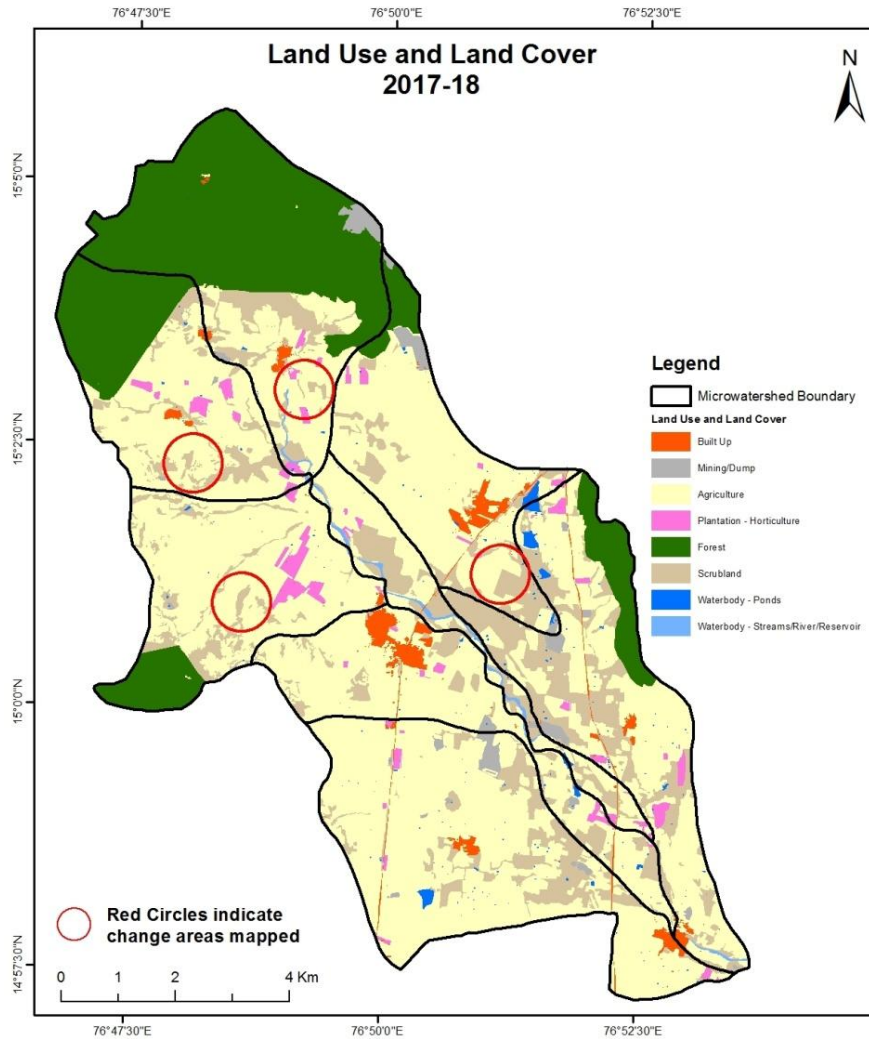 76°47'30"E
76°50'0"E
76°52'30"E
Land Use and Land Cover
2017-18
N
15°5'0"N
15°2'30"N
15°0'0"N
14°57'30"N
Legend
Microwatershed Boundary
Land Use and Land Cover
Built Up
Mining/Dump
Agriculture
Plantation - Horticulture
Forest
Scrubland
Waterbody - Ponds
Waterbody - Streams/River/Reservoir
Red Circles indicate
change areas mapped
0 1 2 4 Km
76°47'30"E
76°50'0"E
76°52'30"E